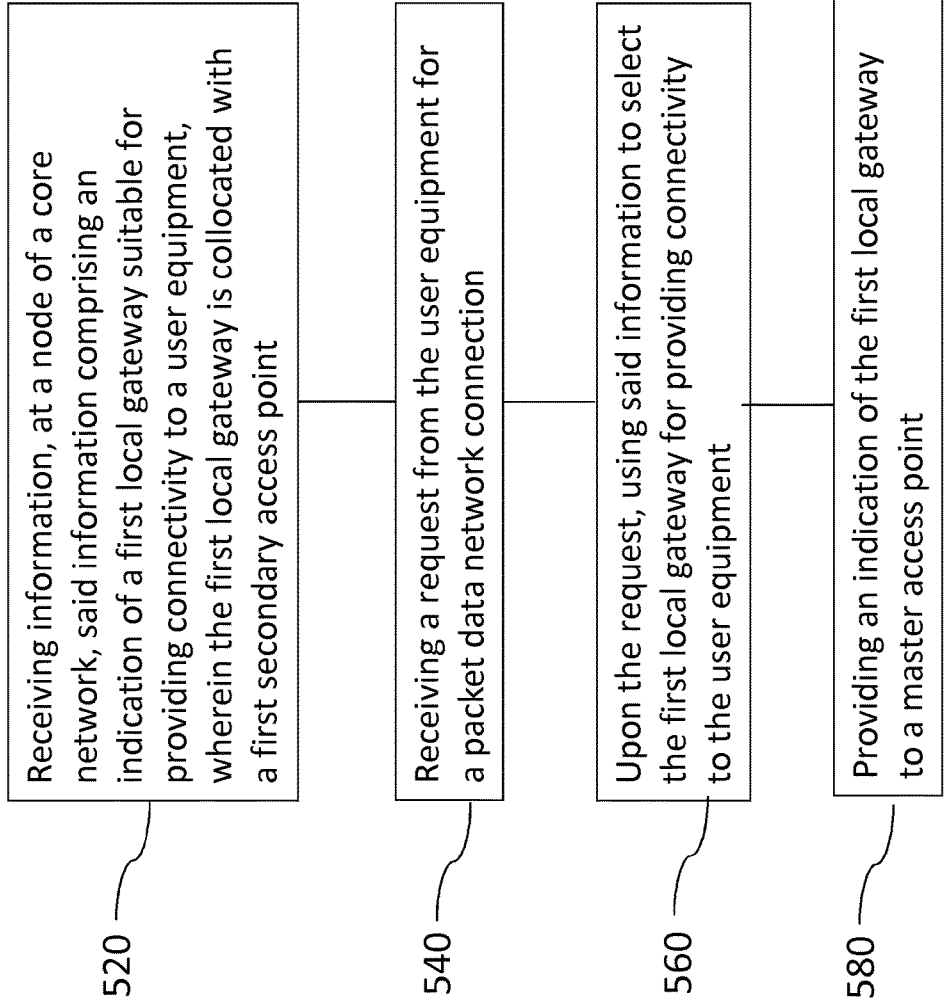 520
Receiving information, at a node of a core
network, said information comprising an
indication of a first local gateway suitable for
providing connectivity to a user equipment,
wherein the first local gateway is collocated with
a first secondary access point
540
Receiving a request from the user equipment for
a packet data network connection
560
Upon the request, using said information to select
the first local gateway for providing connectivity
to the user equipment
580
Providing an indication of the first local gateway
to a master access point